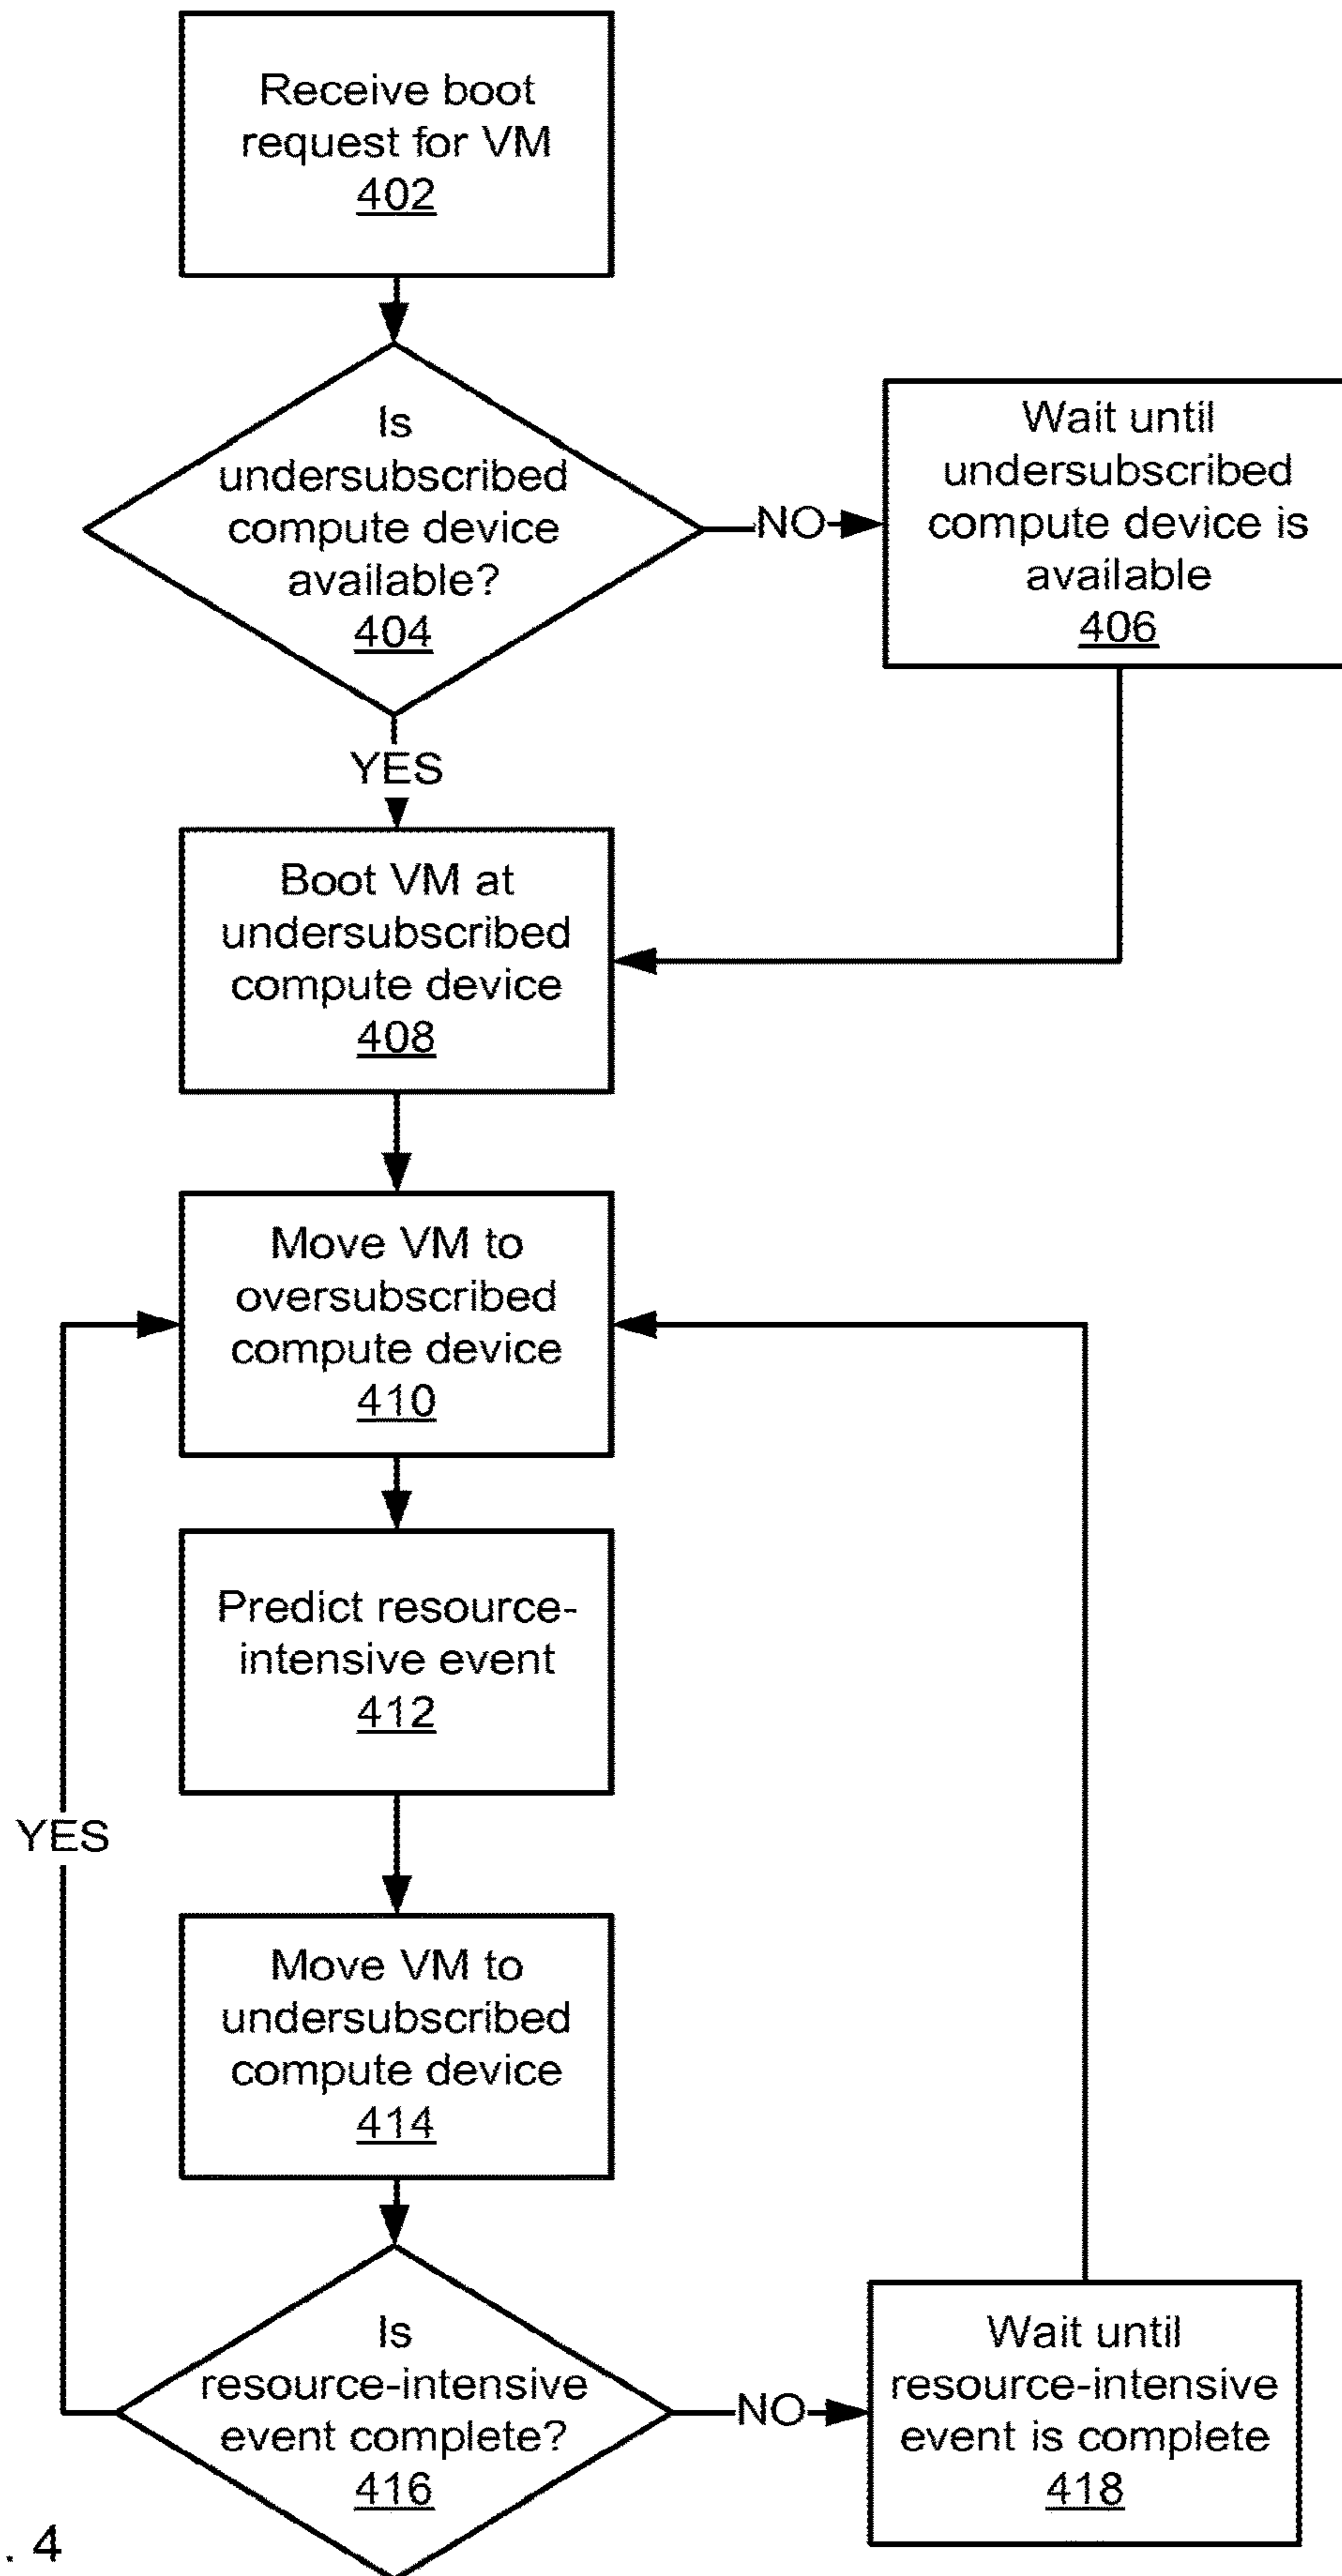 Receive boot
request for VM
402
Is
undersubscribed
compute device
available?
404
NO
Wait until
undersubscribed
compute device is
available
406
YES
Boot VM at
undersubscribed
compute device
408
Move VM to
oversubscribed
compute device
410
Predict resource-
intensive event
412
YES
Move VM to
undersubscribed
compute device
414
Is
resource-intensive
event complete?
416
NO
Wait until
resource-intensive
event is complete
418
. 4